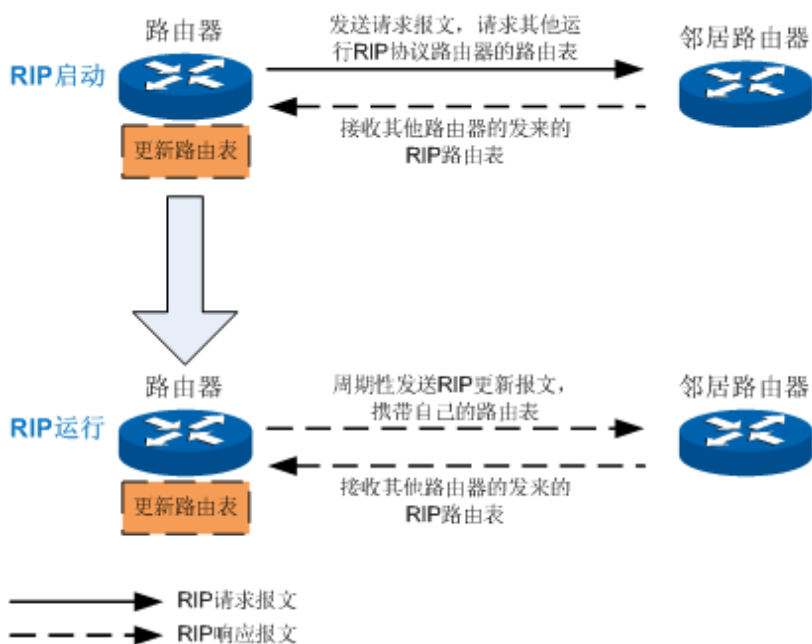 路由器
发送请求报文，请求其他运
行RIP协议路由器的路由表
邻居路由器
RIP启动
接收其他路由器的发来的
RIP路由表
更新路由表
路由器
周期性发送RIP更新报文，
携带自己的路由表
邻居路由器
RIP运行
接收其他路由器的发来的
RIP路由表
更新路由表
RIP请求报文
RIP响应报文